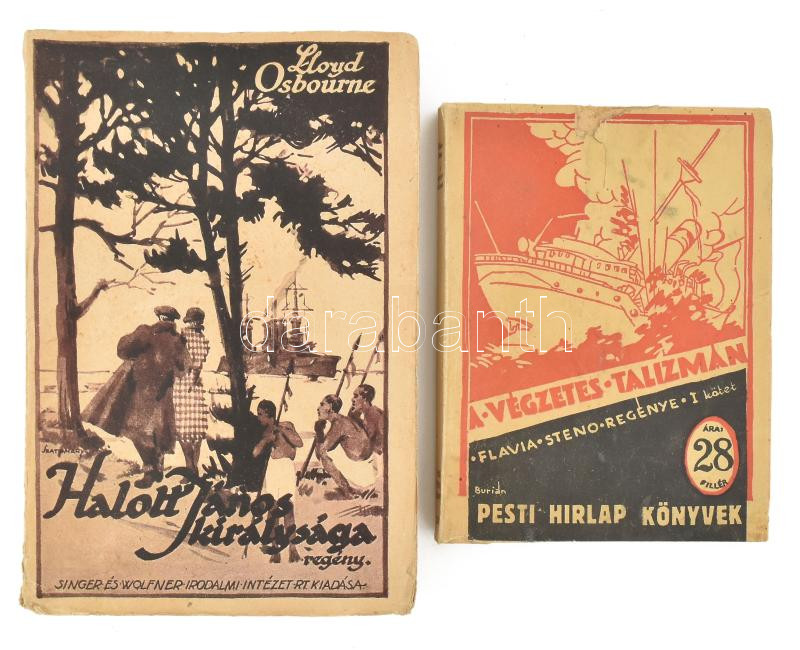 Lloyd
Osbourne
Halott János
királysága
regény.
SINGER-ÉS-WOLFNER-IRODALMI-INTÉZET-RT-KIADÁSA
A·VÉGZETES·TALIZMÁN
·FLAVIA·STENO·REGÉNYE·I kötet
ÁRA:
28
FILLÉR
Burián
PESTI HIRLAP KÖNYVEK
darabanth